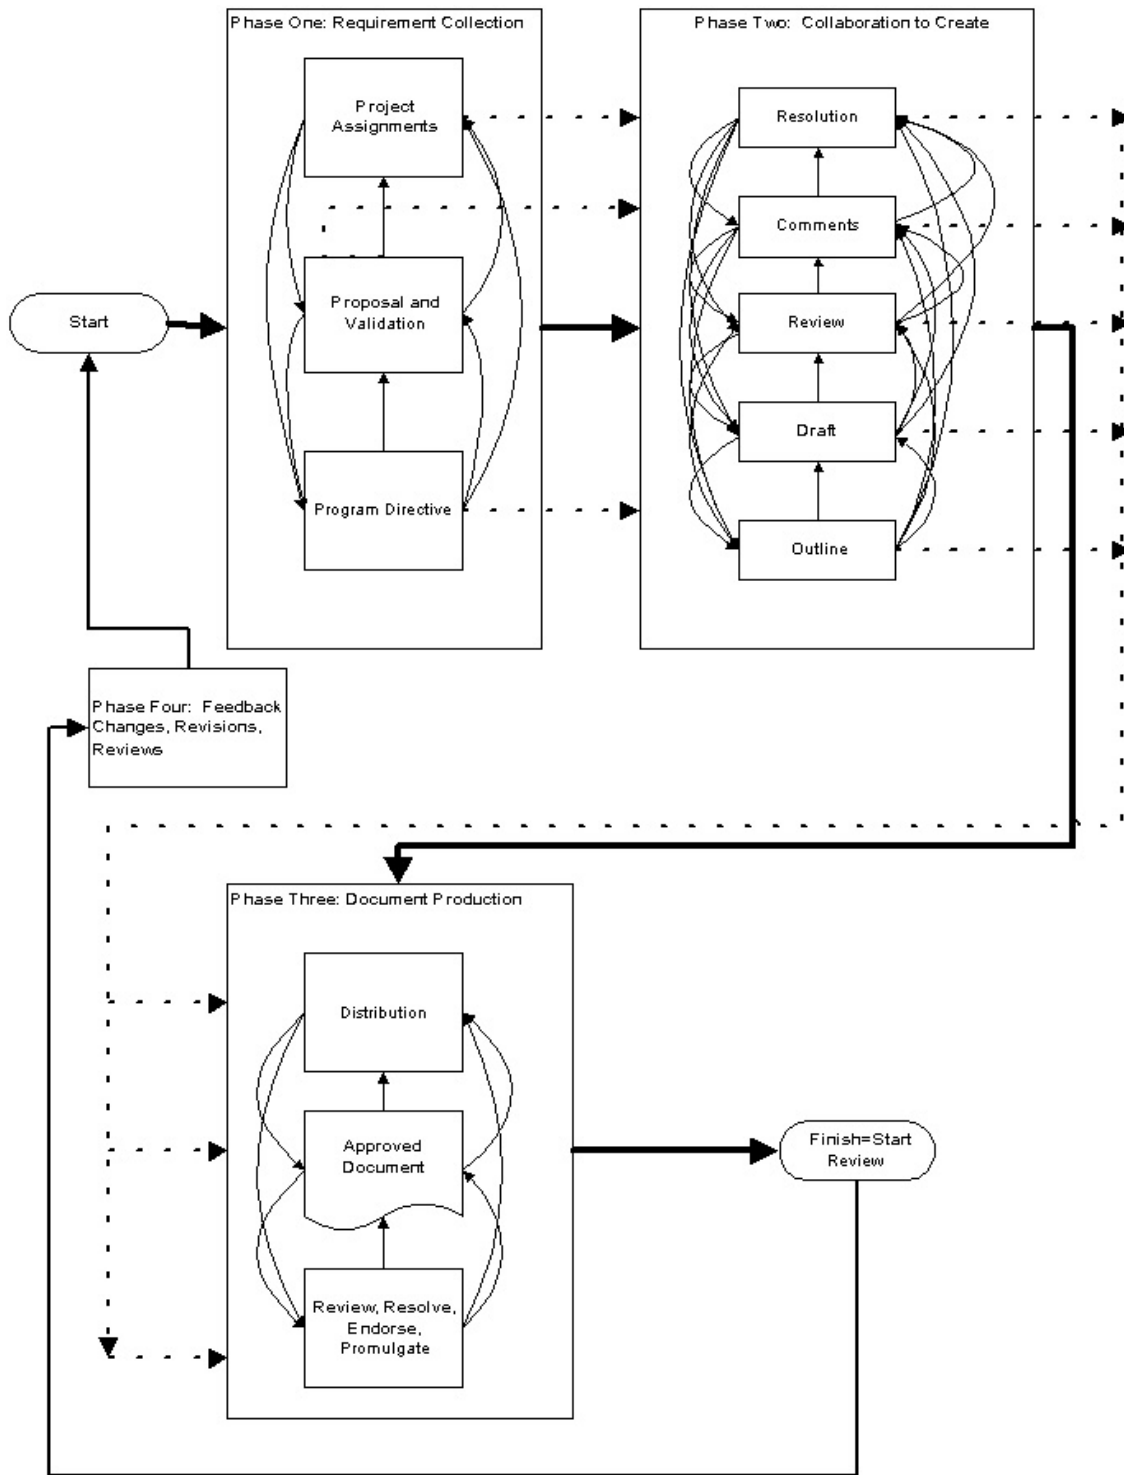 Phase One: Requirement Collection
Project
Assignments
Proposal and
Validation
Program Directive
Phase Two:  Collaboration to Create
Resolution
Comments
Review
Draft
Outline
Start
Phase Four:  Feedback
Changes, Revisions,
Reviews
Phase Three: Document Production
Distribution
Approved
Document
Review, Resolve,
Endorse,
Promulgate
Finish=Start
Review